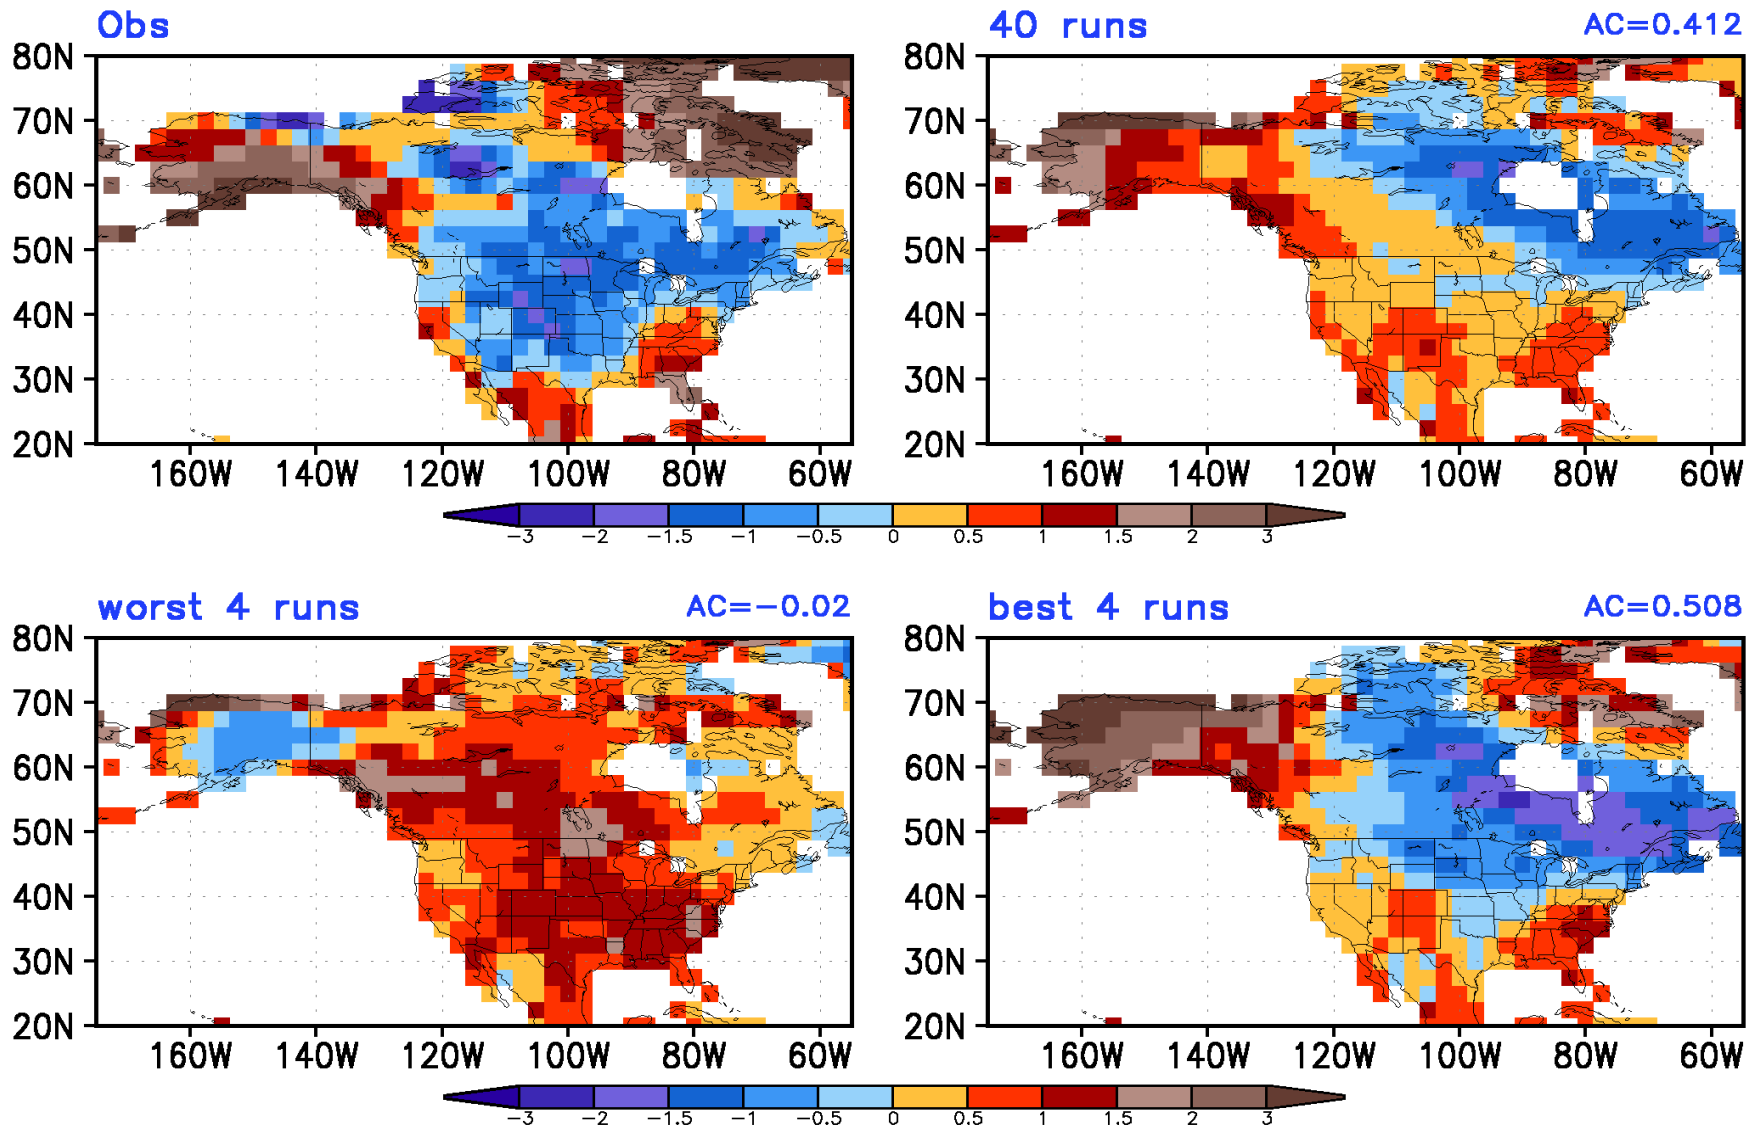 Obs
40 runs AC=0.412
80N 80N
70N 70N
60N 60N
50N 50N
40N 40N
30N 30N
20N 20N
160W 140W 120W 100W 80W 60W 160W 140W 120W 100W 80W 60W
-3 -2 -1.5 -1 -0.5 0 0.5 1 1.5 2 3
worst 4 runs AC=-0.02
best 4 runs AC=0.508
80N 80N
70N 70N
60N 60N
50N 50N
40N 40N
30N 30N
20N 20N
160W 140W 120W 100W 80W 60W 160W 140W 120W 100W 80W 60W
-3 -2 -1.5 -1 -0.5 0 0.5 1 1.5 2 3